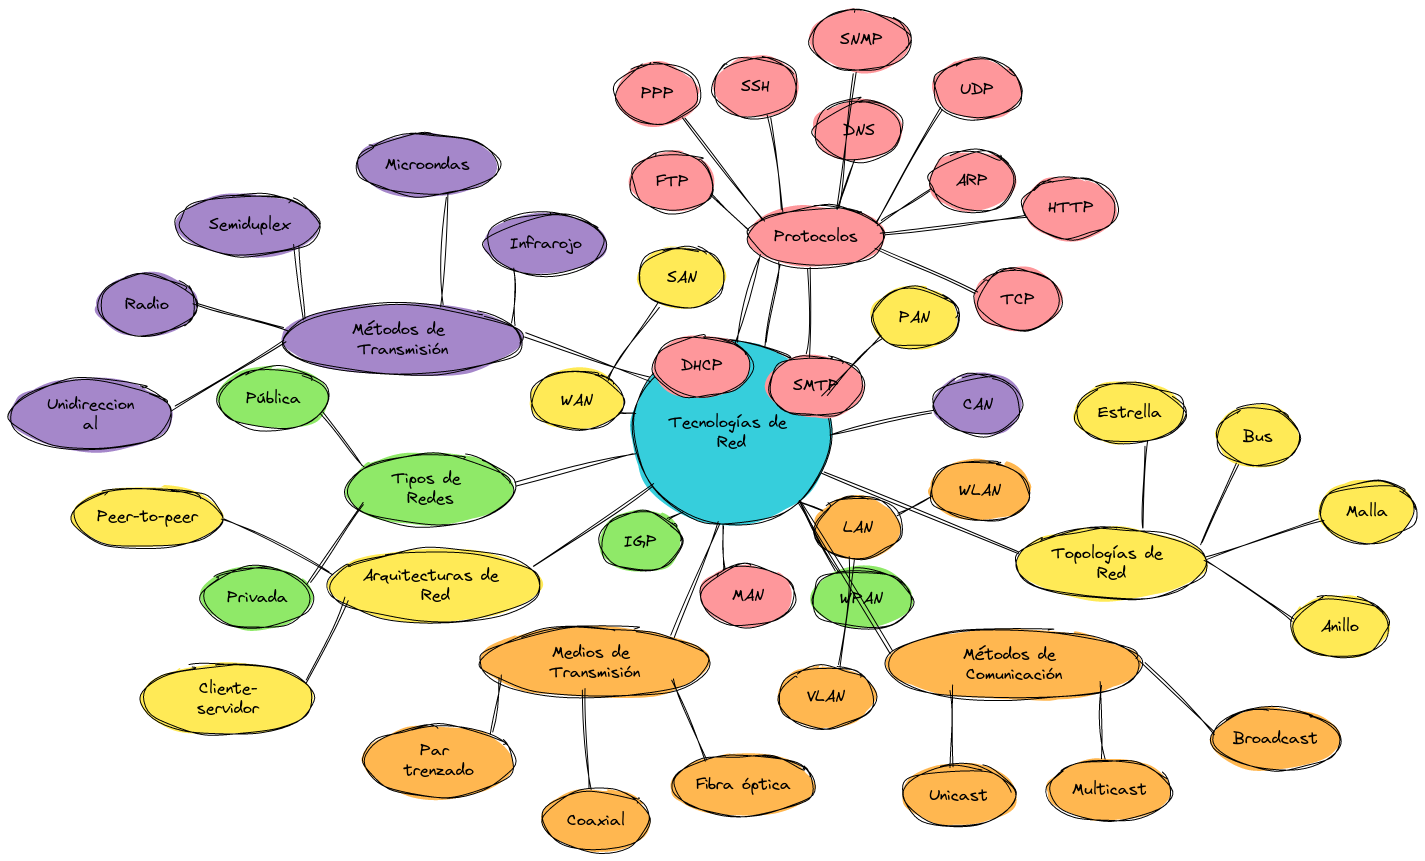 SNMP
PPP
SSH
UDP
DNS
Microondas
FTP
ARP
HTTP
Semiduplex
Infrarojo
Protocolos
SAN
Radio
TCP
PAN
Métodos de
Transmisión
DHCP
SMTP
Pública
WAN
CAN
Unidireccion
al
Estrella
Tecnologías de
Red
Bus
Tipos de
Redes
WLAN
Peer-to-peer
Malla
LAN
IGP
Topologías de
Red
Arquitecturas de
Red
Privada
MAN
WPAN
Anillo
Medios de
Transmisión
Métodos de
Comunicación
Cliente-
servidor
VLAN
Broadcast
Par
trenzado
Fibra óptica
Unicast
Multicast
Coaxial